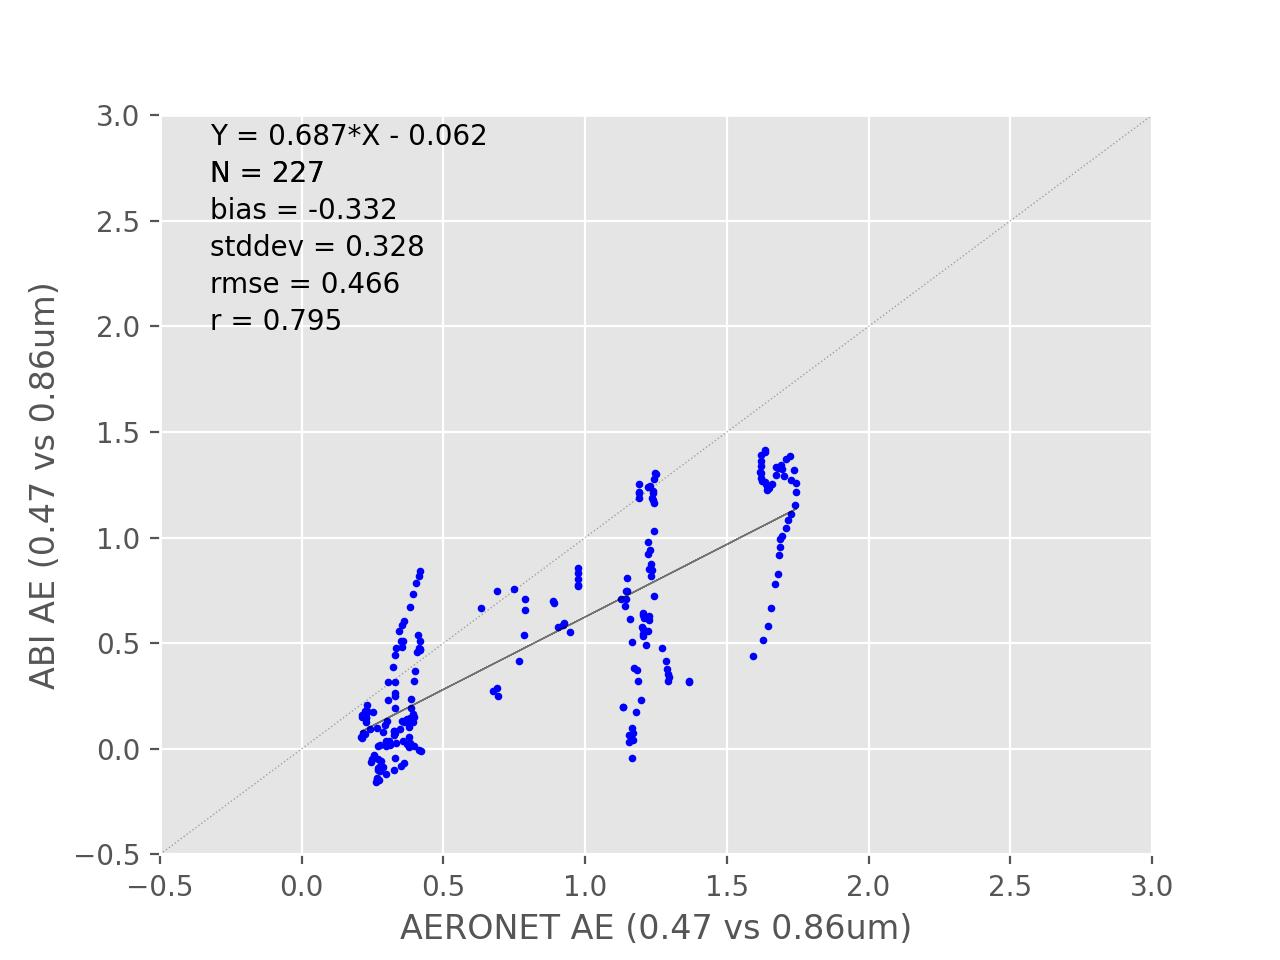 3.0
Y = 0.687*X - 0.062
N = 227
bias = -0.332
2.5
stddev = 0.328
rmse = 0.466
r = 0.795
2.0
1.5
1.0
0.5
0.0
−0.5
ABI AE (0.47 vs 0.86um)
−0.5 0.0 0.5 1.0 1.5 2.0 2.5 3.0
AERONET AE (0.47 vs 0.86um)